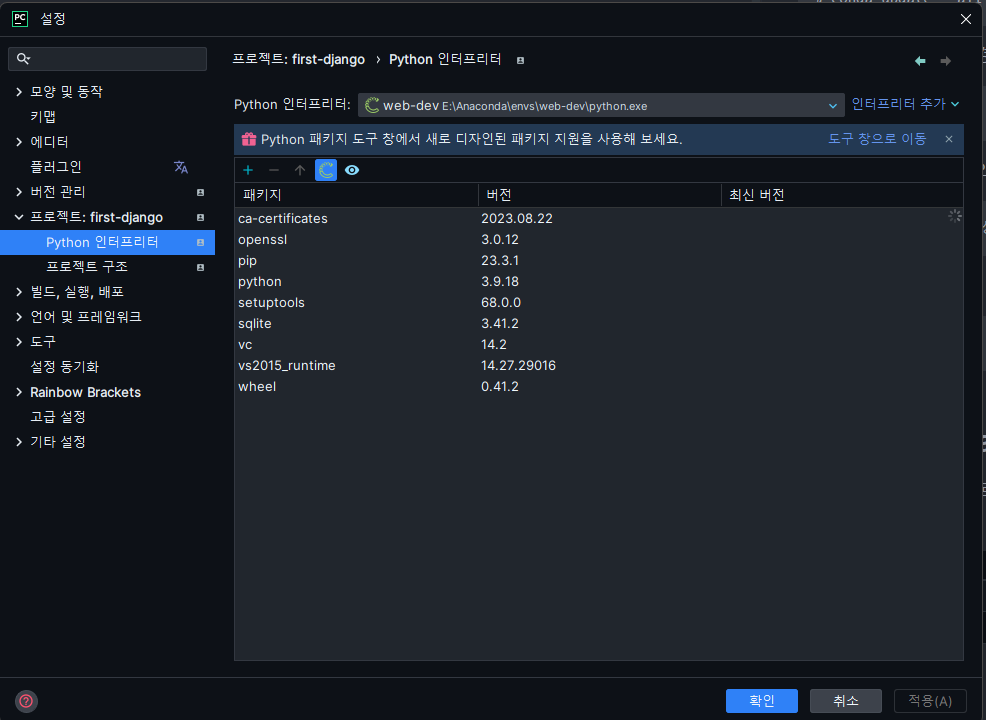 PC 설정
프로젝트: first-django › Python 인터프리터
모양 및 동작
키맵
에디터
플러그인
버전 관리
프로젝트: first-django
Python 인터프리터
프로젝트 구조
빌드, 실행, 배포
언어 및 프레임워크
도구
설정 동기화
Rainbow Brackets
고급 설정
기타 설정
Python 인터프리터: web-dev E:\Anaconda\envs\web-dev\python.exe 인터프리터 추가
Python 패키지 도구 창에서 새로 디자인된 패키지 지원을 사용해 보세요. 도구 창으로 이동
패키지 버전 최신 버전
ca-certificates 2023.08.22
openssl 3.0.12
pip 23.3.1
python 3.9.18
setuptools 68.0.0
sqlite 3.41.2
vc 14.2
vs2015_runtime 14.27.29016
wheel 0.41.2
확인 취소 적용(A)